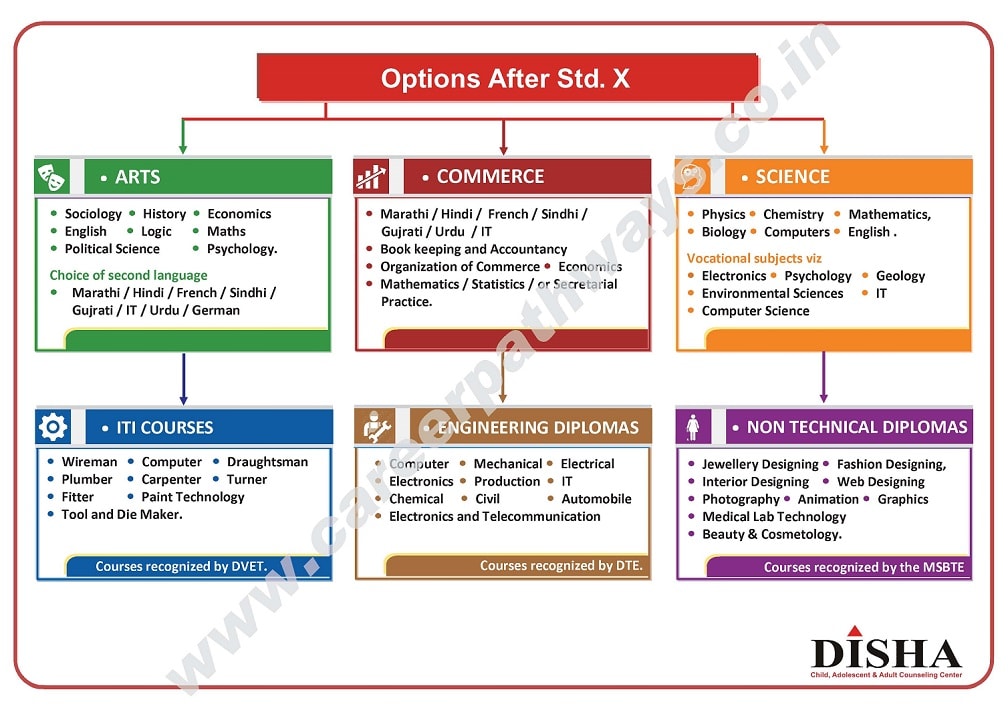 Options After Std. X
• ARTS
• Sociology • History • Economics
• English • Logic • Maths
• Political Science • Psychology.
Choice of second language
• Marathi / Hindi / French / Sindhi /
Gujrati / IT / Urdu / German
• COMMERCE
• Marathi / Hindi / French / Sindhi /
Gujrati / Urdu / IT
• Book keeping and Accountancy
• Organization of Commerce • Economics
• Mathematics / Statistics / or Secretarial
Practice.
• SCIENCE
• Physics • Chemistry • Mathematics,
• Biology • Computers • English .
Vocational subjects viz
• Electronics • Psychology • Geology
• Environmental Sciences • IT
• Computer Science
• ITI COURSES
• Wireman • Computer • Draughtsman
• Plumber • Carpenter • Turner
• Fitter • Paint Technology
• Tool and Die Maker.
Courses recognized by DVET.
• ENGINEERING DIPLOMAS
• Computer • Mechanical • Electrical
• Electronics • Production • IT
• Chemical • Civil • Automobile
• Electronics and Telecommunication
Courses recognized by DTE.
• NON TECHNICAL DIPLOMAS
• Jewellery Designing • Fashion Designing,
• Interior Designing • Web Designing
• Photography • Animation • Graphics
• Medical Lab Technology
• Beauty & Cosmetology.
Courses recognized by the MSBTE
www.careerpathways.co.in
DISHA
Child, Adolescent & Adult Counseling Center